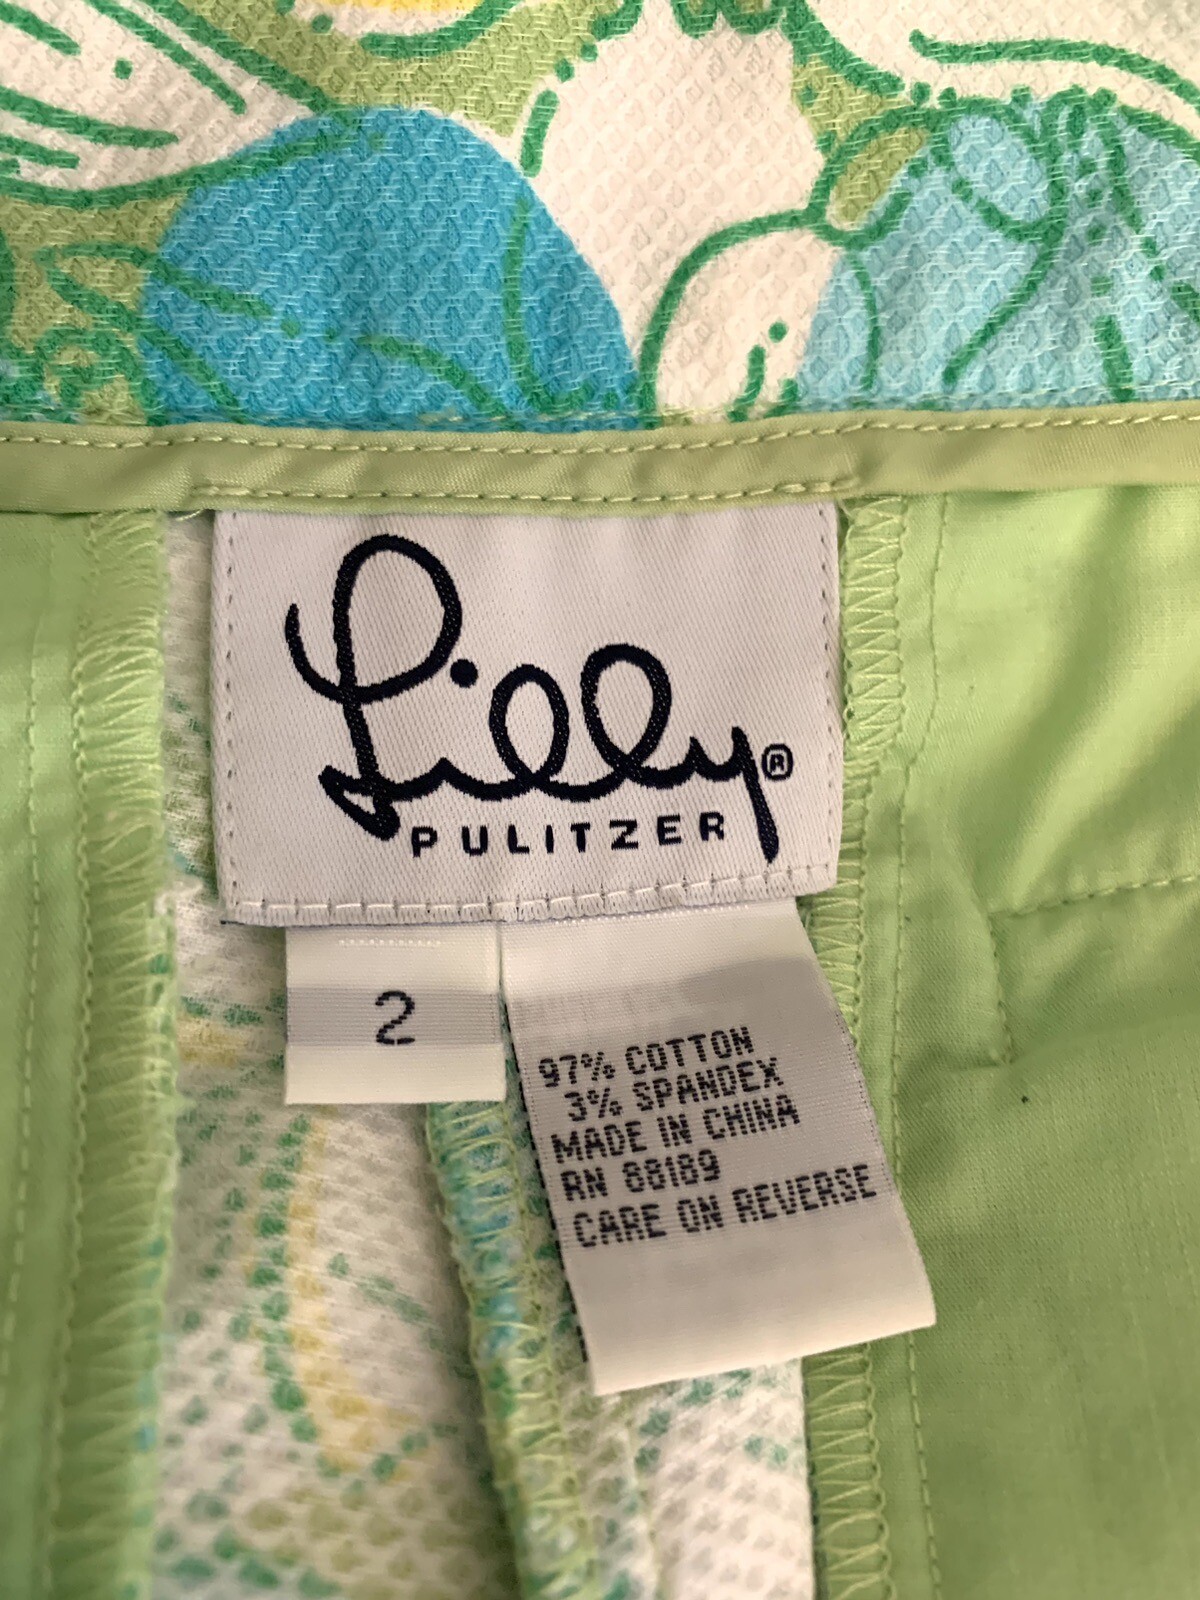 Lilly®
PULITZER
2
97% COTTON
3% SPANDEX
MADE IN CHINA
RN 88189
CARE ON REVERSE